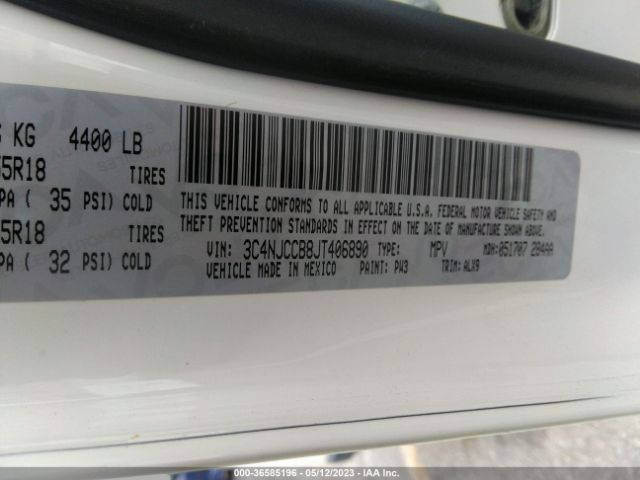 KG 4400 LB
5R18 TIRES
PA ( 35 PSI) COLD
5R18 TIRES
PA ( 32 PSI) COLD
THIS VEHICLE CONFORMS TO ALL APPLICABLE U.S.A. FEDERAL MOTOR VEHICLE SAFETY AND
THEFT PREVENTION STANDARDS IN EFFECT ON THE DATE OF MANUFACTURE SHOWN ABOVE.
VIN: 3C4NJCCB8JT406890 TYPE: MPV MDH: 051707 284AA
VEHICLE MADE IN MEXICO PAINT: PW3 TRIM: ALX9
000-36585196 - 05/12/2023 - IAA Inc.